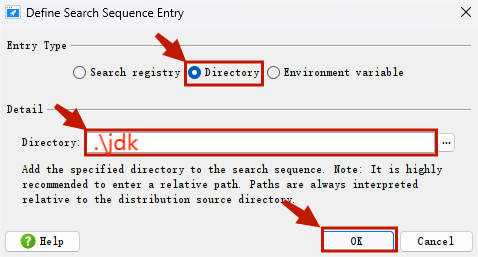 Define Search Sequence Entry
Entry Type
Search registry Directory Environment variable
Detail
Directory: .\jdk ...
Add the specified directory to the search sequence. Note: It is highly
recommended to enter a relative path. Paths are always interpreted
relative to the distribution source directory.
Help OK Cancel